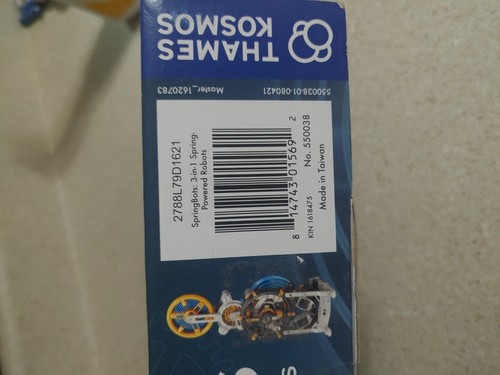 THAMES
KOSMOS
550038-01-080421
Master_1620783
2788L79D1621
SpringBots: 3-in-1 Spring-
Powered Robots
8 14743 01569 2
KIN 1618475
No. 550038
Made in Taiwan